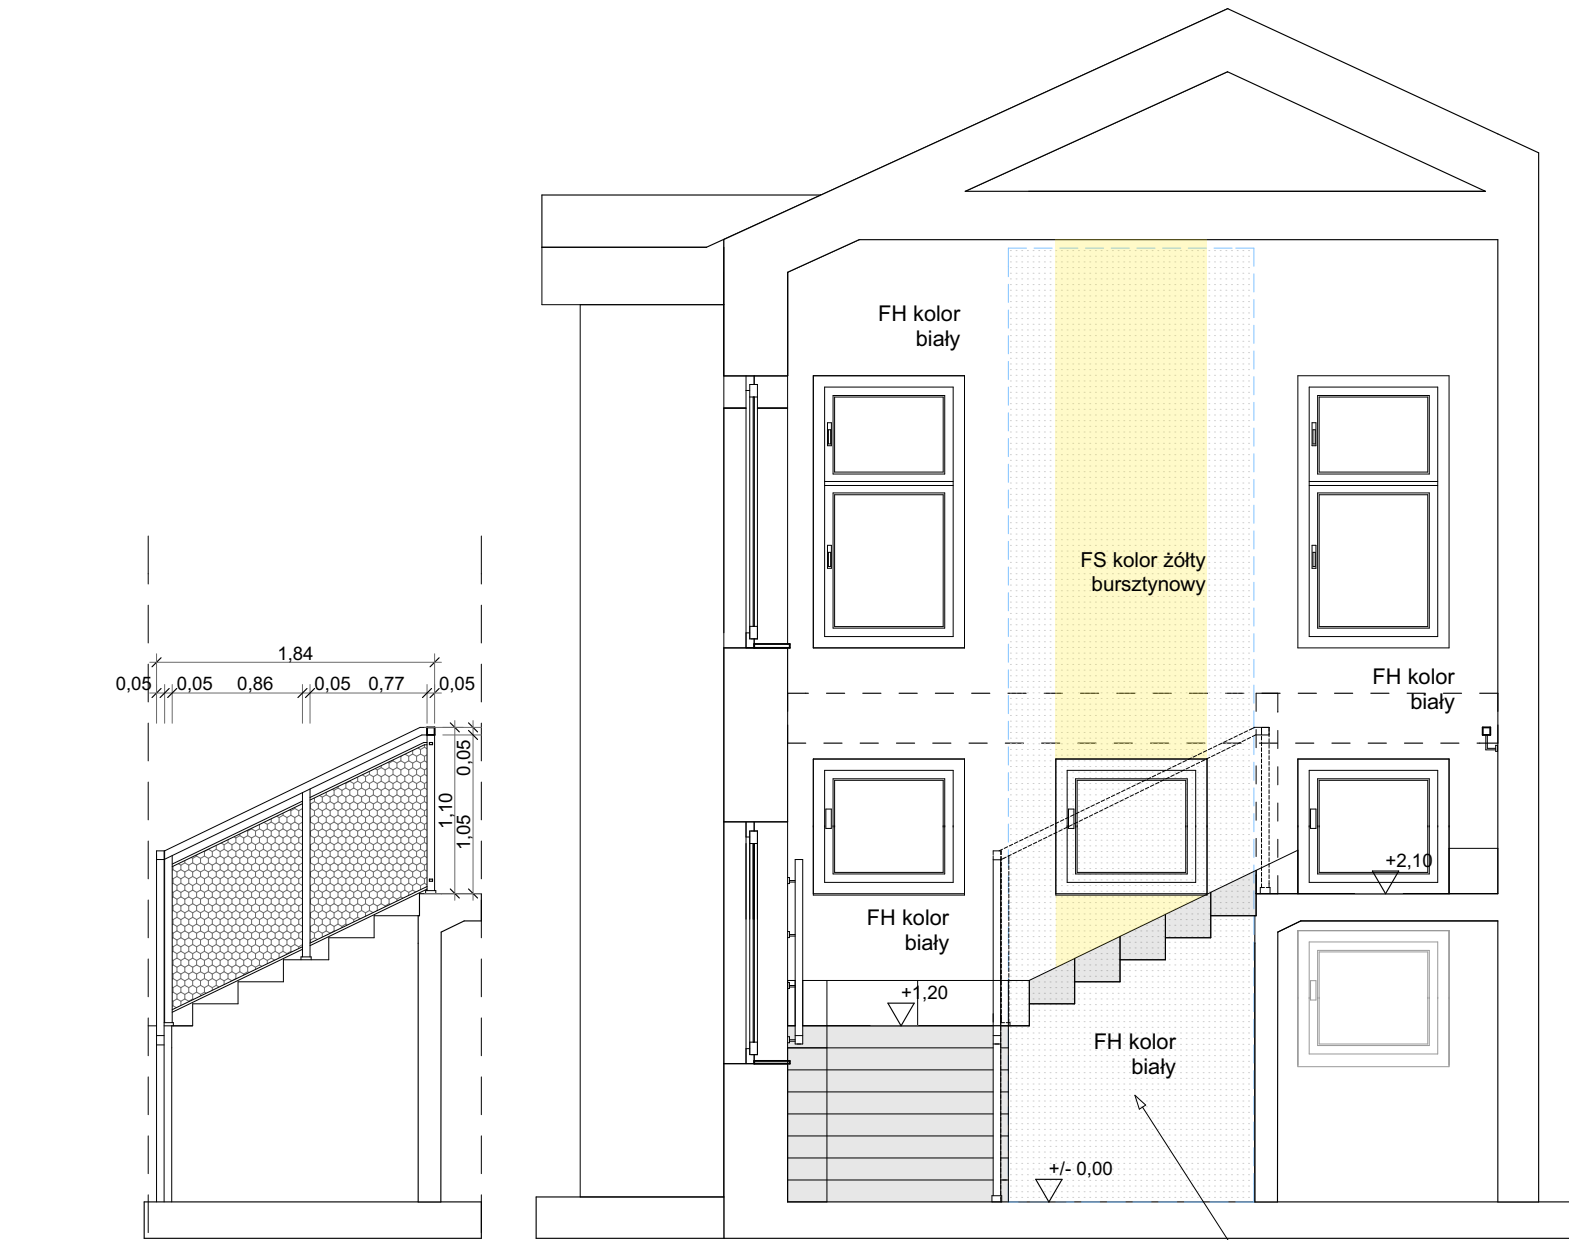 FH kolor
biały
FS kolor żółty
bursztynowy
1,84
0,05 0,05 0,86 0,05 0,77 0,05
FH kolor
biały
0,05
1,10
1,05
+2,10
FH kolor
biały
+1,20
FH kolor
biały
+/- 0,00